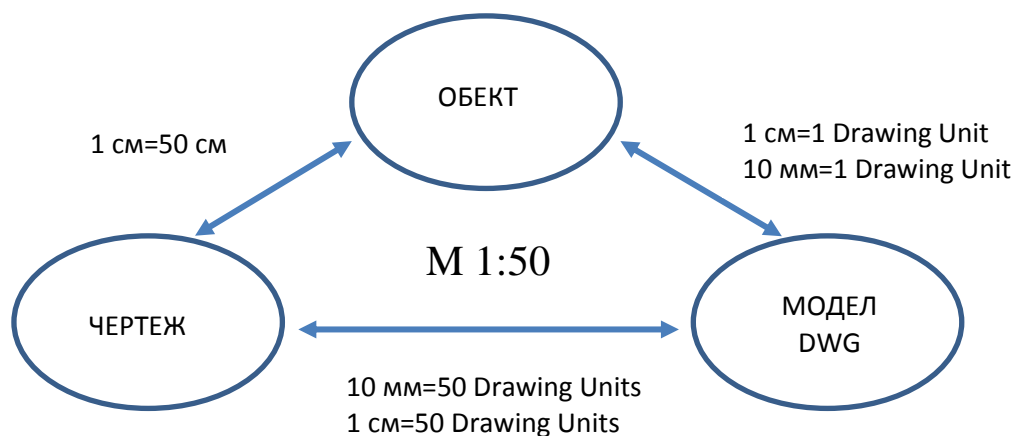 ОБЕКТ
1 см=50 см
1 см=1 Drawing Unit
10 мм=1 Drawing Unit
М 1:50
ЧЕРТЕЖ
МОДЕЛ
DWG
10 мм=50 Drawing Units
1 см=50 Drawing Units